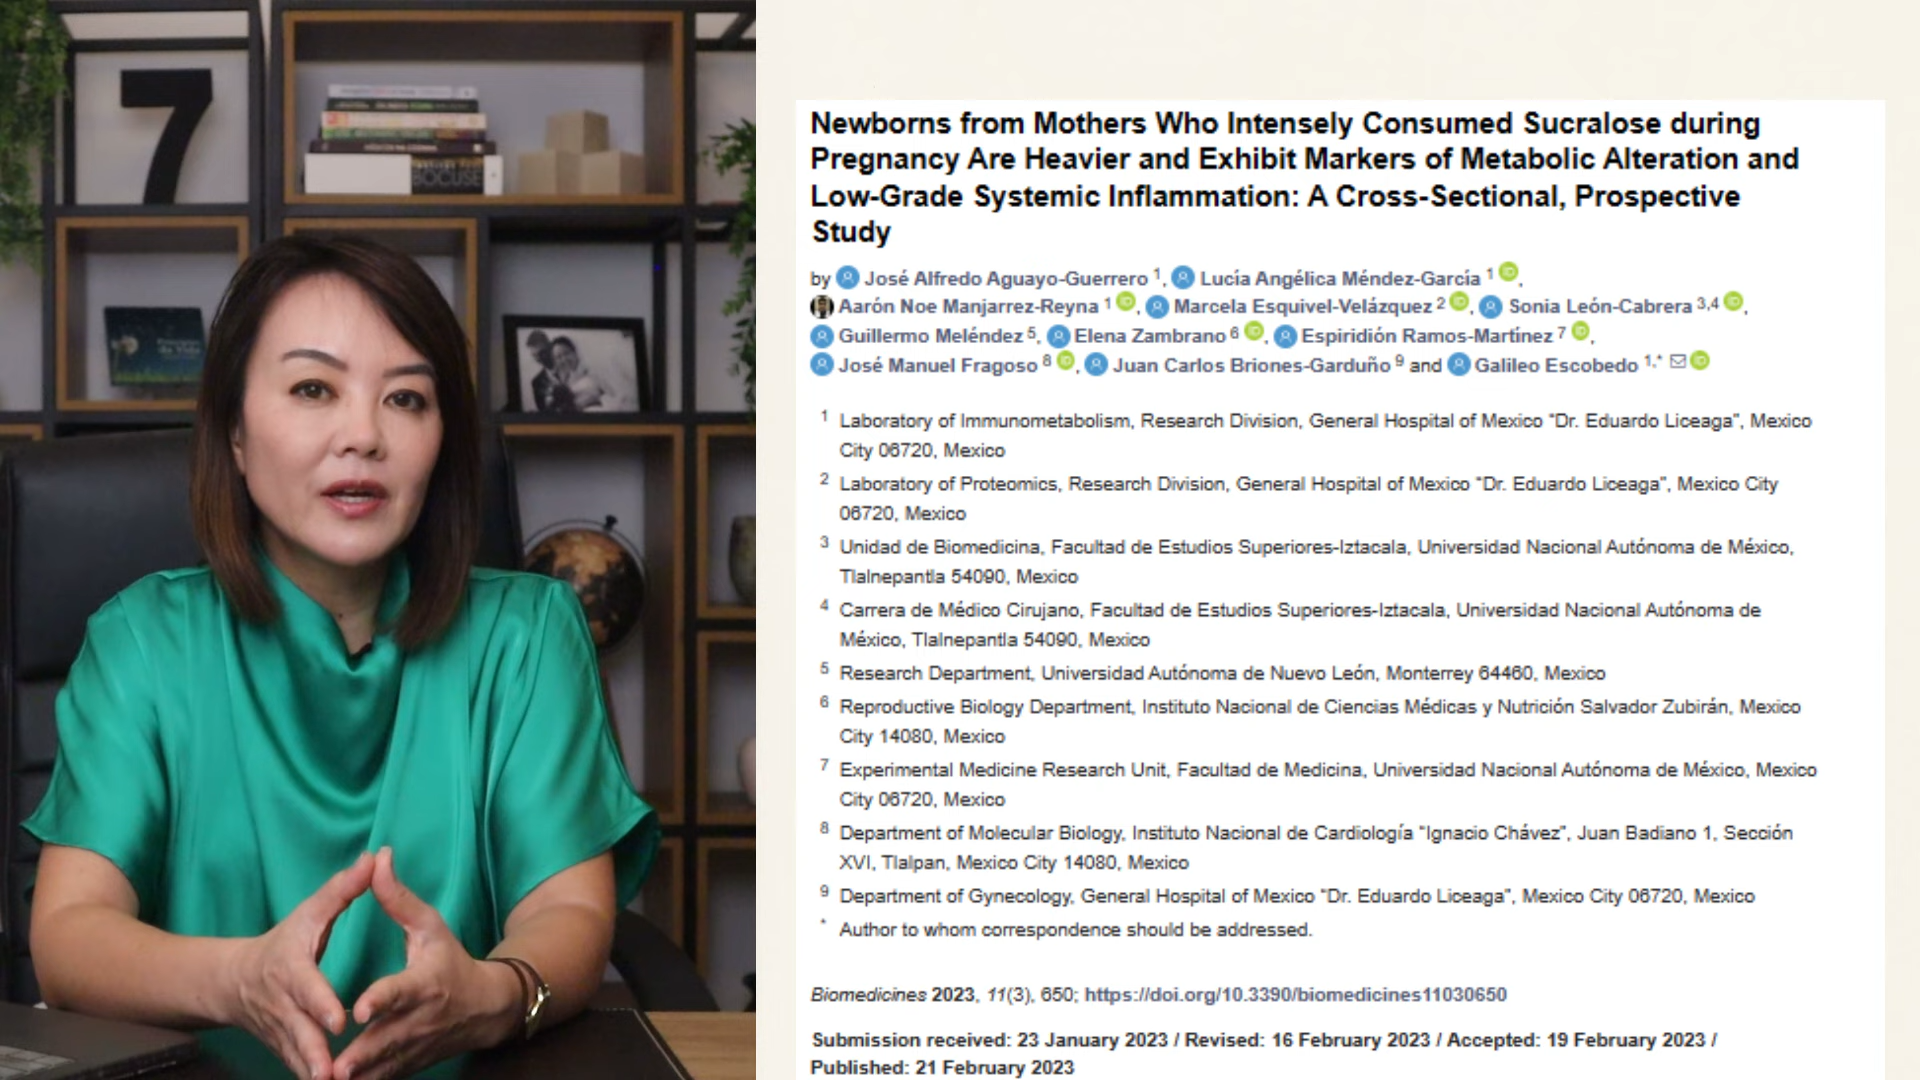 7
BOCUSE
Newborns from Mothers Who Intensely Consumed Sucralose during
Pregnancy Are Heavier and Exhibit Markers of Metabolic Alteration and
Low-Grade Systemic Inflammation: A Cross-Sectional, Prospective
Study
by José Alfredo Aguayo-Guerrero 1, Lucía Angélica Méndez-García 1 iD,
Aarón Noe Manjarrez-Reyna 1 iD, Marcela Esquivel-Velázquez 2 iD, Sonia León-Cabrera 3,4 iD,
Guillermo Meléndez 5, Elena Zambrano 6 iD, Espiridión Ramos-Martínez 7 iD,
José Manuel Fragoso 8 iD, Juan Carlos Briones-Garduño 9 and Galileo Escobedo 1,* iD
1 Laboratory of Immunometabolism, Research Division, General Hospital of Mexico “Dr. Eduardo Liceaga”, Mexico
City 06720, Mexico
2 Laboratory of Proteomics, Research Division, General Hospital of Mexico “Dr. Eduardo Liceaga”, Mexico City
06720, Mexico
3 Unidad de Biomedicina, Facultad de Estudios Superiores-Iztacala, Universidad Nacional Autónoma de México,
Tlalnepantla 54090, Mexico
4 Carrera de Médico Cirujano, Facultad de Estudios Superiores-Iztacala, Universidad Nacional Autónoma de
México, Tlalnepantla 54090, Mexico
5 Research Department, Universidad Autónoma de Nuevo León, Monterrey 64460, Mexico
6 Reproductive Biology Department, Instituto Nacional de Ciencias Médicas y Nutrición Salvador Zubirán, Mexico
City 14080, Mexico
7 Experimental Medicine Research Unit, Facultad de Medicina, Universidad Nacional Autónoma de México, Mexico
City 06720, Mexico
8 Department of Molecular Biology, Instituto Nacional de Cardiología “Ignacio Chávez”, Juan Badiano 1, Sección
XVI, Tlalpan, Mexico City 14080, Mexico
9 Department of Gynecology, General Hospital of Mexico “Dr. Eduardo Liceaga”, Mexico City 06720, Mexico
* Author to whom correspondence should be addressed.
Biomedicines 2023, 11(3), 650; https://doi.org/10.3390/biomedicines11030650
Submission received: 23 January 2023 / Revised: 16 February 2023 / Accepted: 19 February 2023 /
Published: 21 February 2023